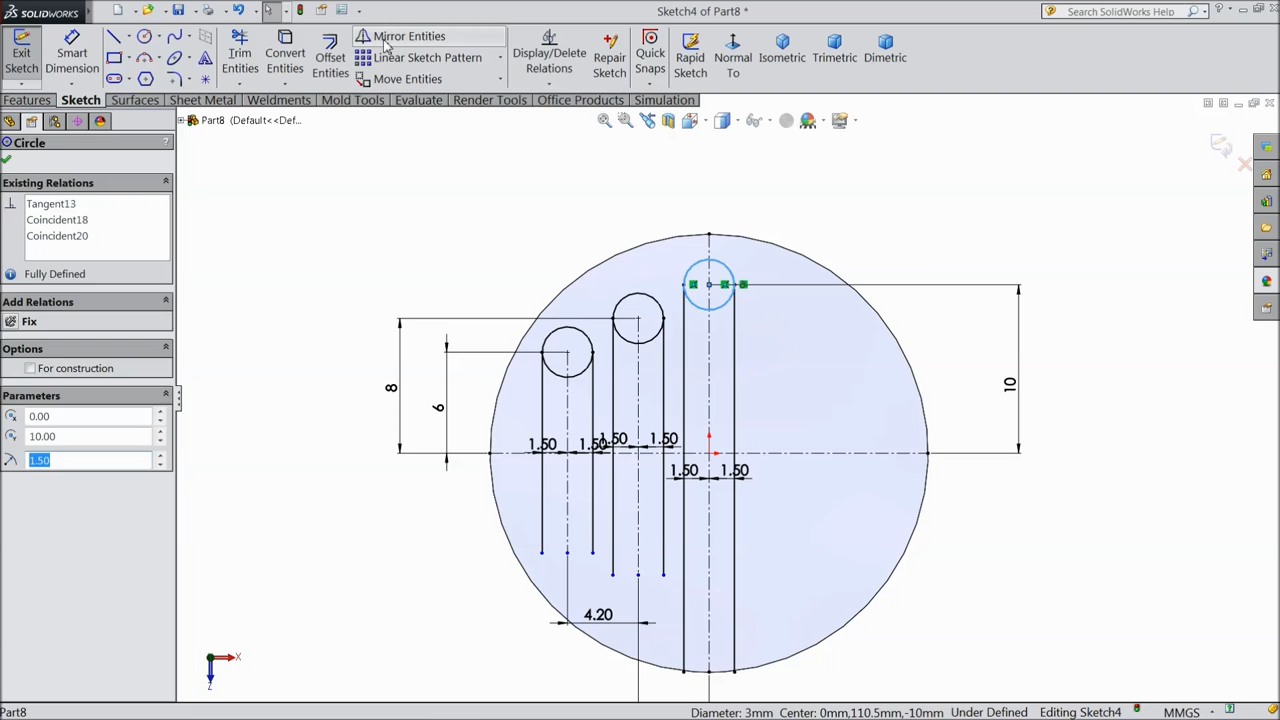 SOLIDWORKS
Sketch4 of Part8 *
Search SolidWorks Help
Exit Sketch
Smart Dimension
Trim Entities
Convert Entities
Offset Entities
Mirror Entities
Linear Sketch Pattern
Move Entities
Display/Delete Relations
Repair Sketch
Quick Snaps
Rapid Sketch
Normal To
Isometric
Trimetric
Dimetric
Features Sketch Surfaces Sheet Metal Weldments Mold Tools Evaluate Render Tools Office Products Simulation
Part8 (Default<<Def...
Circle ?
Existing Relations
Tangent13
Coincident18
Coincident20
Fully Defined
Add Relations
Fix
Options
For construction
Parameters
0.00
10.00
1.50
8
6
10
1.50 1.50 1.50 1.50
1.50 1.50
4.20
X
Z
Part8
Diameter: 3mm Center: 0mm,110.5mm,-10mm Under Defined Editing Sketch4 MMGS